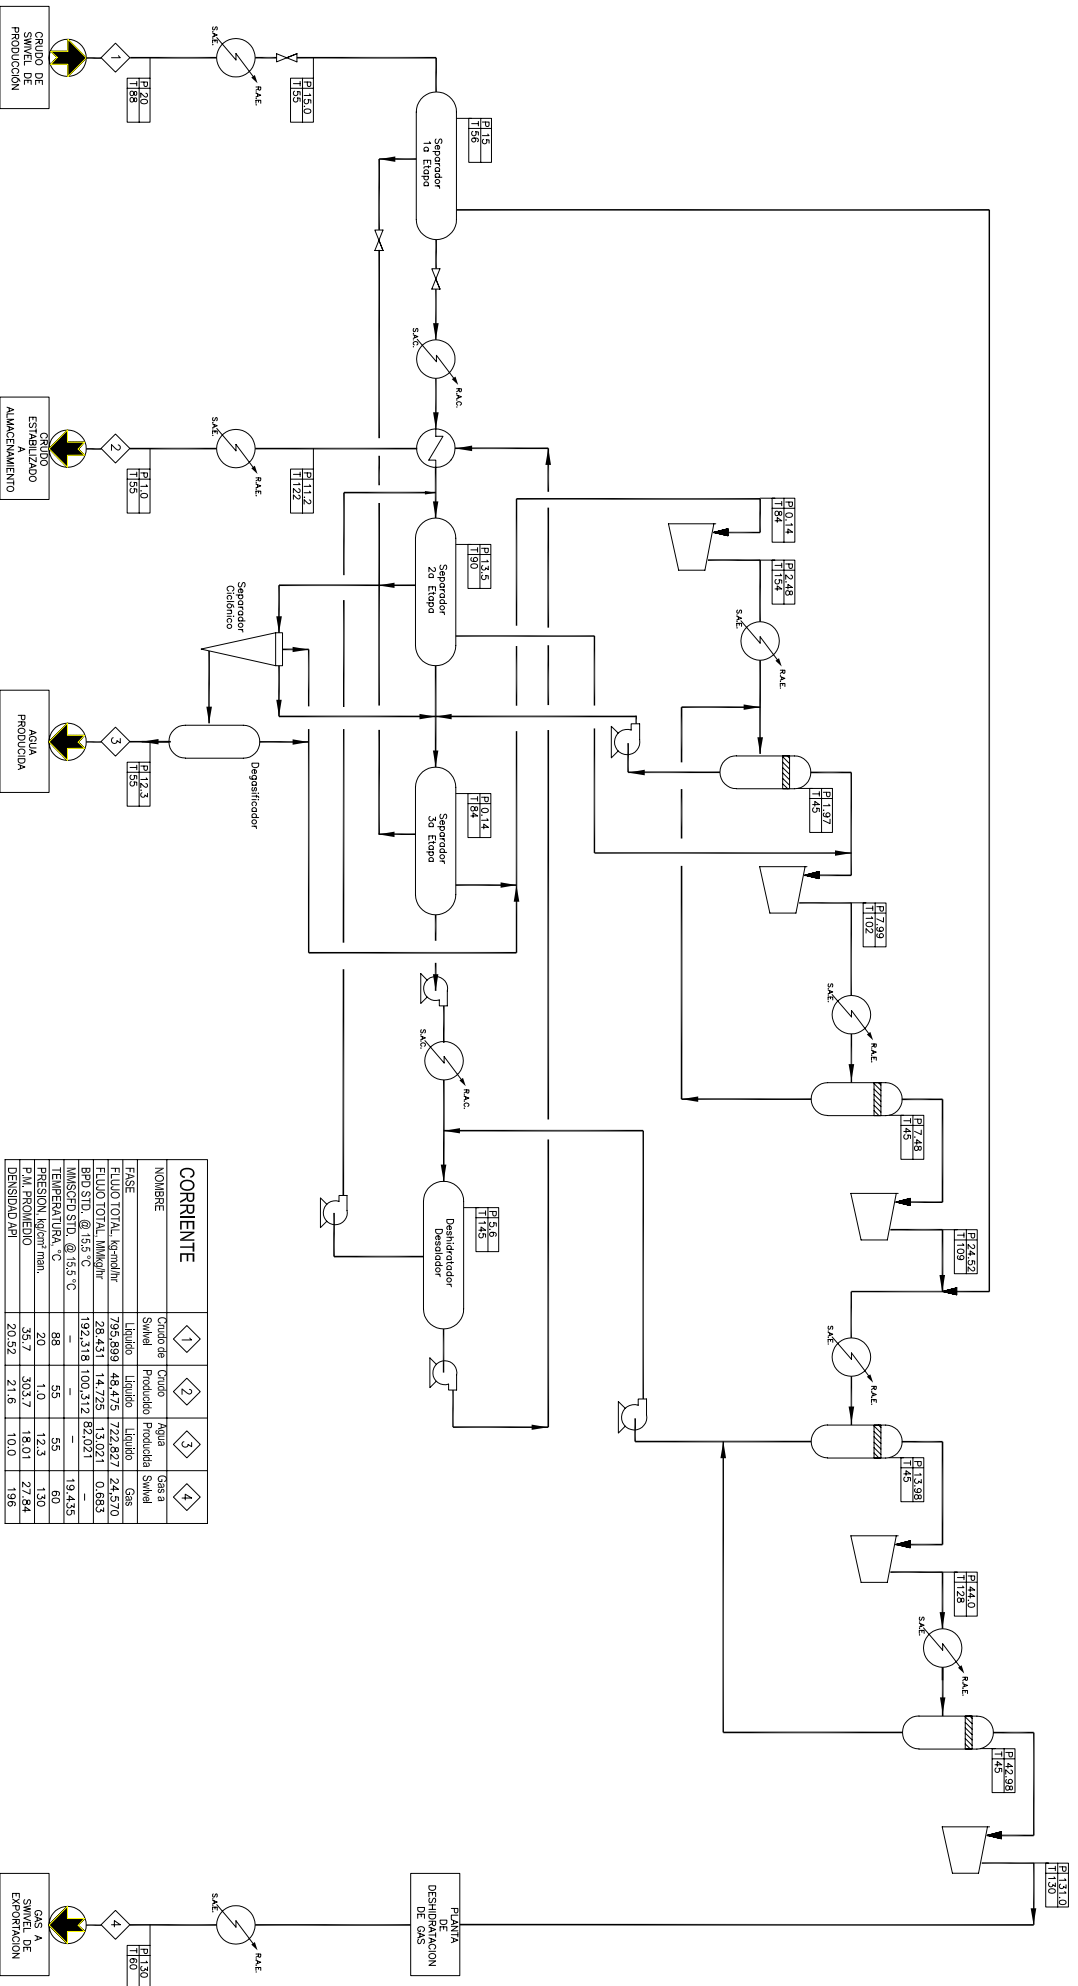 CRUDO DE
SWIVEL DE
PRODUCCIÓN
1
P 20
T 88
S.A.E.
R.A.E.
P 15.0
T 55
P 15
T 56
Separador
1a Etapa
S.A.C.
R.A.C.
CRUDO
ESTABILIZADO
A
ALMACENAMIENTO
2
P 1.0
T 55
S.A.E.
R.A.E.
P 11.2
T 122
P 13.5
T 90
Separador
2a Etapa
Separador
Ciclónico
P 0.14
T 84
P 2.48
T 154
S.A.E.
R.A.E.
AGUA
PRODUCIDA
3
P 12.3
T 55
Degasificador
P 0.14
T 84
Separador
3a Etapa
P 1.97
T 45
P 7.99
T 102
S.A.E.
R.A.E.
S.A.C.
R.A.C.
P 7.48
T 45
P 5.6
T 145
Deshidratador
Desalador
P 24.52
T 109
S.A.E.
R.A.E.
P 13.98
T 45
P 44.0
T 128
S.A.E.
R.A.E.
P 42.98
T 45
P 131.0
T 130
PLANTA
DE
DESHIDRATACION
DE GAS
S.A.E.
R.A.E.
P 130
T 60
4
GAS A
SWIVEL DE
EXPORTACION
CORRIENTE 1 2 3 4
NOMBRE Crudo de Swivel Crudo Producido Agua Producida Gas a Swivel
FASE Liquido Liquido Liquido Gas
FLUJO TOTAL, kg-mol/hr 795,899 48,475 722,827 24,570
FLUJO TOTAL, MMkg/hr 28.431 14.725 13.021 0.683
BPD STD. @ 15.5 °C 192,318 100,312 82,021 –
MMSCFD STD. @ 15.5 °C – – – 19.435
TEMPERATURA, °C 88 55 55 60
PRESION, kg/cm² man. 20 1.0 12.3 130
P.M. PROMEDIO 35.7 303.7 18.01 27.84
DENSIDAD API 20.52 21.6 10.0 196